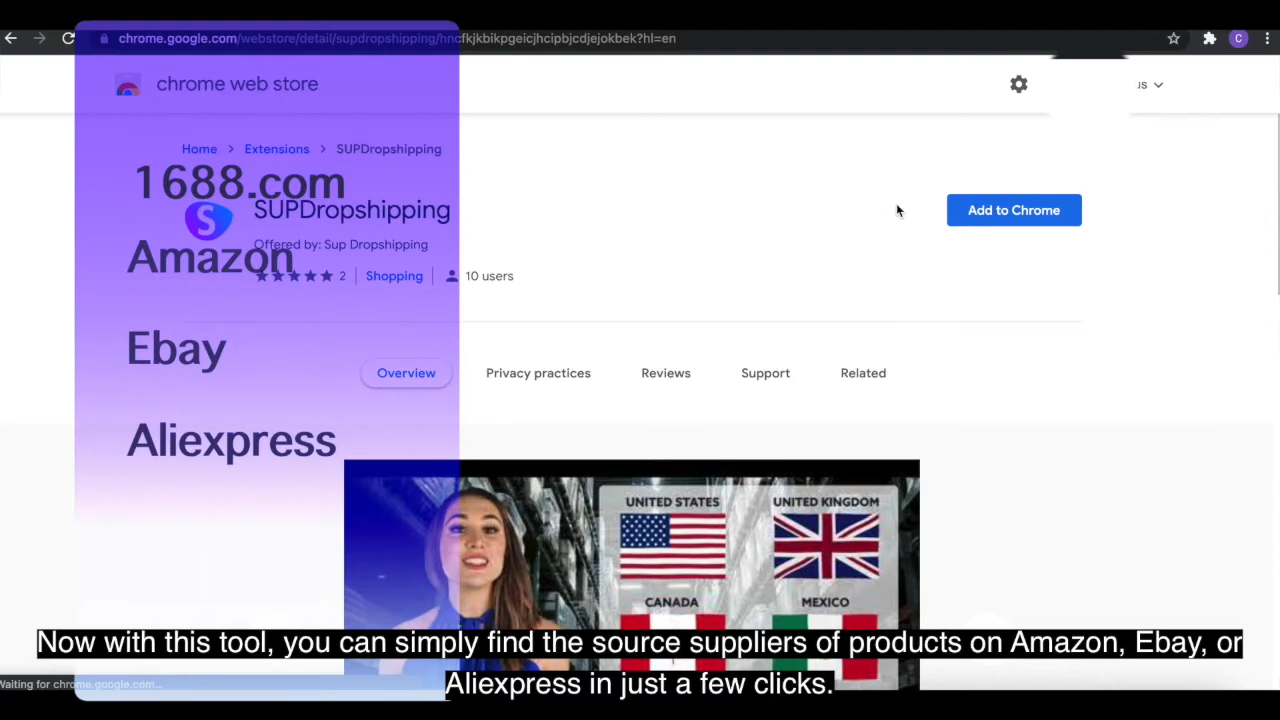 chrome.google.com/webstore/detail/supdropshipping/hncfkjkbikpgeicjhcipbjcdjejokbek?hl=en
C
chrome web store
Home > Extensions > SUPDropshipping
1688.com
S
SUPDropshipping
Add to Chrome
Offered by: Sup Dropshipping
Amazon
2 | Shopping | 10 users
Ebay
Overview
Privacy practices
Reviews
Support
Related
Aliexpress
UNITED STATES
UNITED KINGDOM
CANADA
MEXICO
Now with this tool, you can simply find the source suppliers of products on Amazon, Ebay, or
Aliexpress in just a few clicks.
Waiting for chrome.google.com...